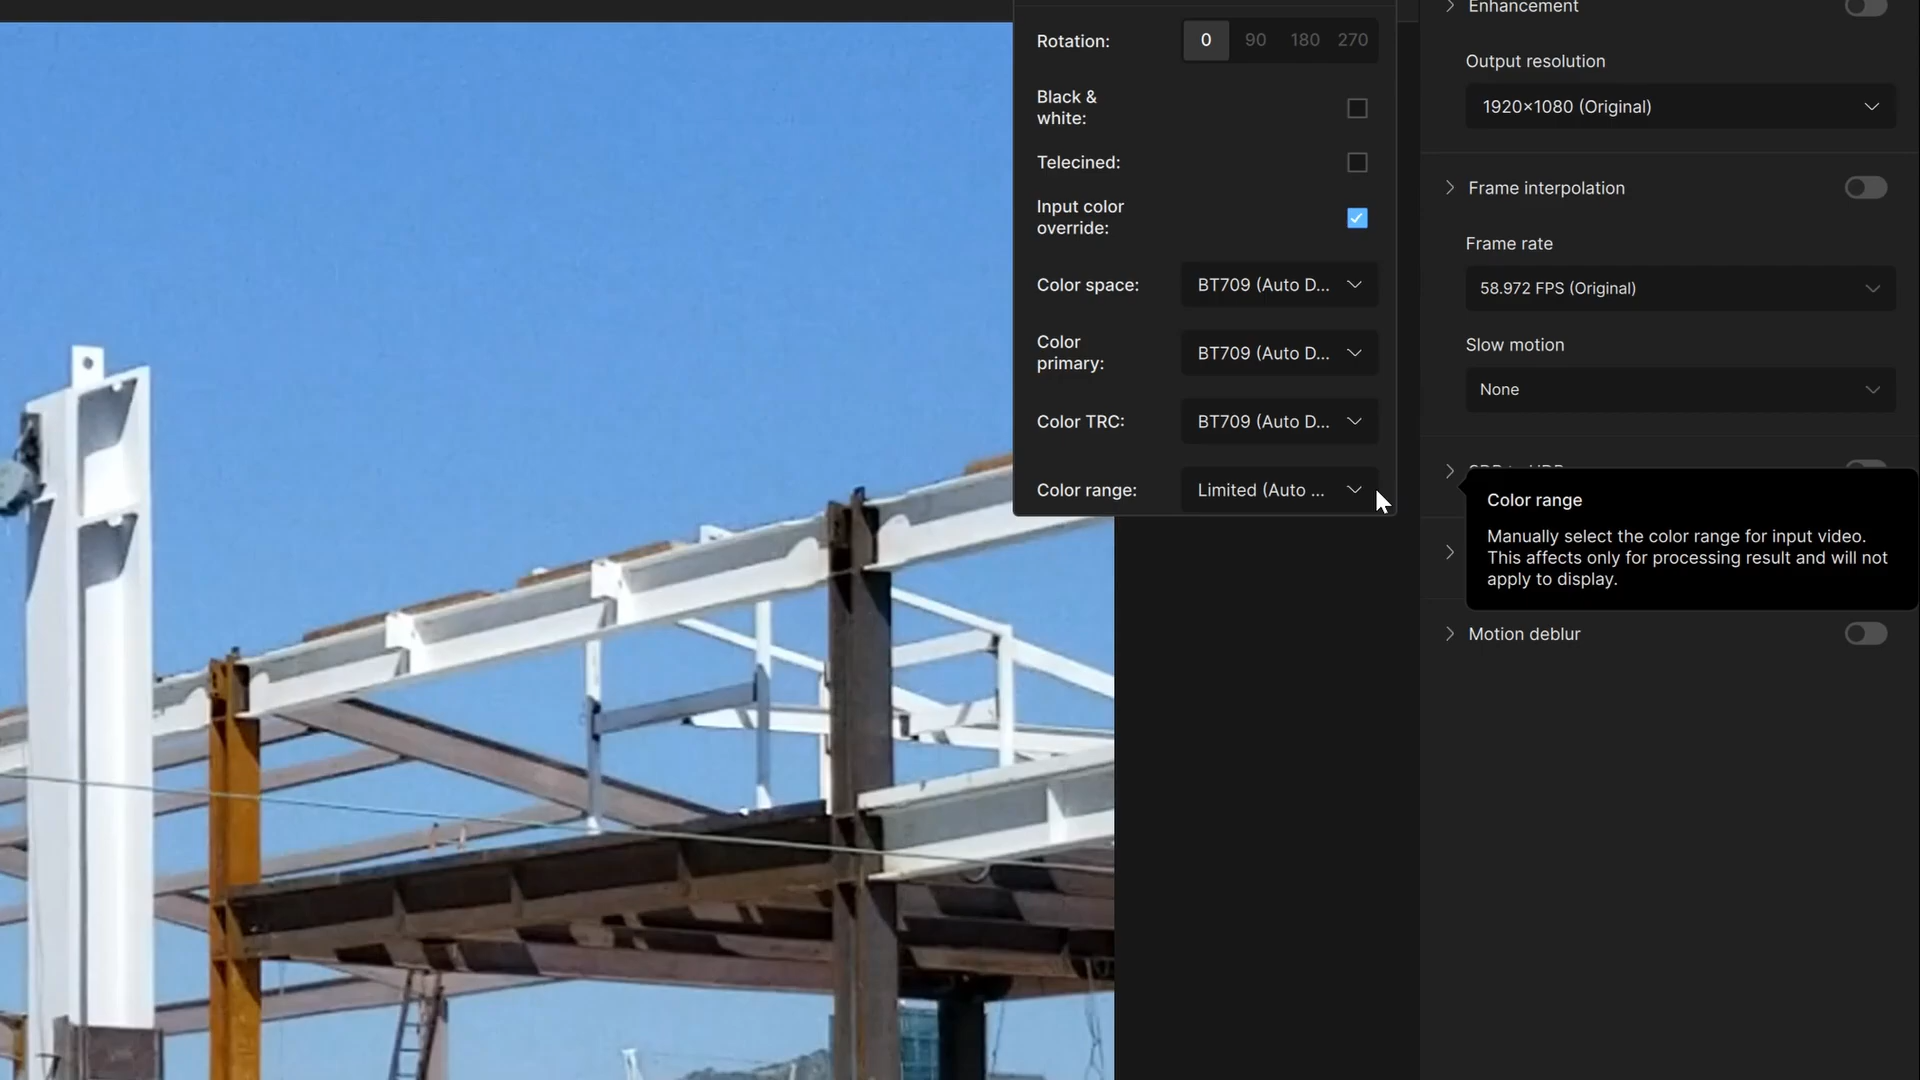 Rotation:
0 90 180 270
Black &
white:
Telecined:
Input color
override:
Color space:
BT709 (Auto D...
Color
primary:
BT709 (Auto D...
Color TRC:
BT709 (Auto D...
Color range:
Limited (Auto ...
Enhancement
Output resolution
1920×1080 (Original)
Frame interpolation
Frame rate
58.972 FPS (Original)
Slow motion
None
Color range
Manually select the color range for input video.
This affects only for processing result and will not
apply to display.
Motion deblur